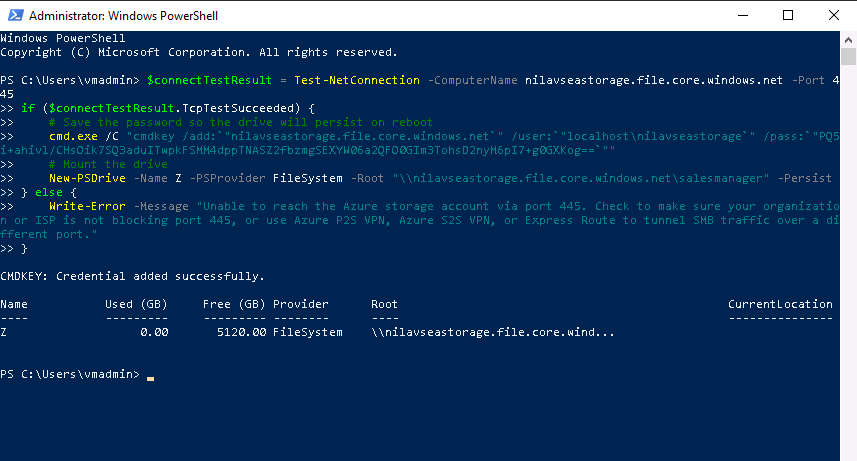 Administrator: Windows PowerShell
Windows PowerShell
Copyright (C) Microsoft Corporation. All rights reserved.
PS C:\Users\vmadmin> $connectTestResult = Test-NetConnection -ComputerName nilavseastorage.file.core.windows.net -Port 4
45
>> if ($connectTestResult.TcpTestSucceeded) {
>>     # Save the password so the drive will persist on reboot
>>     cmd.exe /C "cmdkey /add:`"nilavseastorage.file.core.windows.net`" /user:`"localhost\nilavseastorage`" /pass:`"
`""
>>     # Mount the drive
>>     New-PSDrive -Name Z -PSProvider FileSystem -Root "\\nilavseastorage.file.core.windows.net\salesmanager" -Persist
>> } else {
>>     Write-Error -Message "Unable to reach the Azure storage account via port 445. Check to make sure your organizatio
n or ISP is not blocking port 445, or use Azure P2S VPN, Azure S2S VPN, or Express Route to tunnel SMB traffic over a di
fferent port."
>> }
CMDKEY: Credential added successfully.
Name Used (GB) Free (GB) Provider Root CurrentLocation
---- --------- --------- -------- ---- ---------------
Z 0.00 5120.00 FileSystem \\nilavseastorage.file.core.wind...
PS C:\Users\vmadmin>